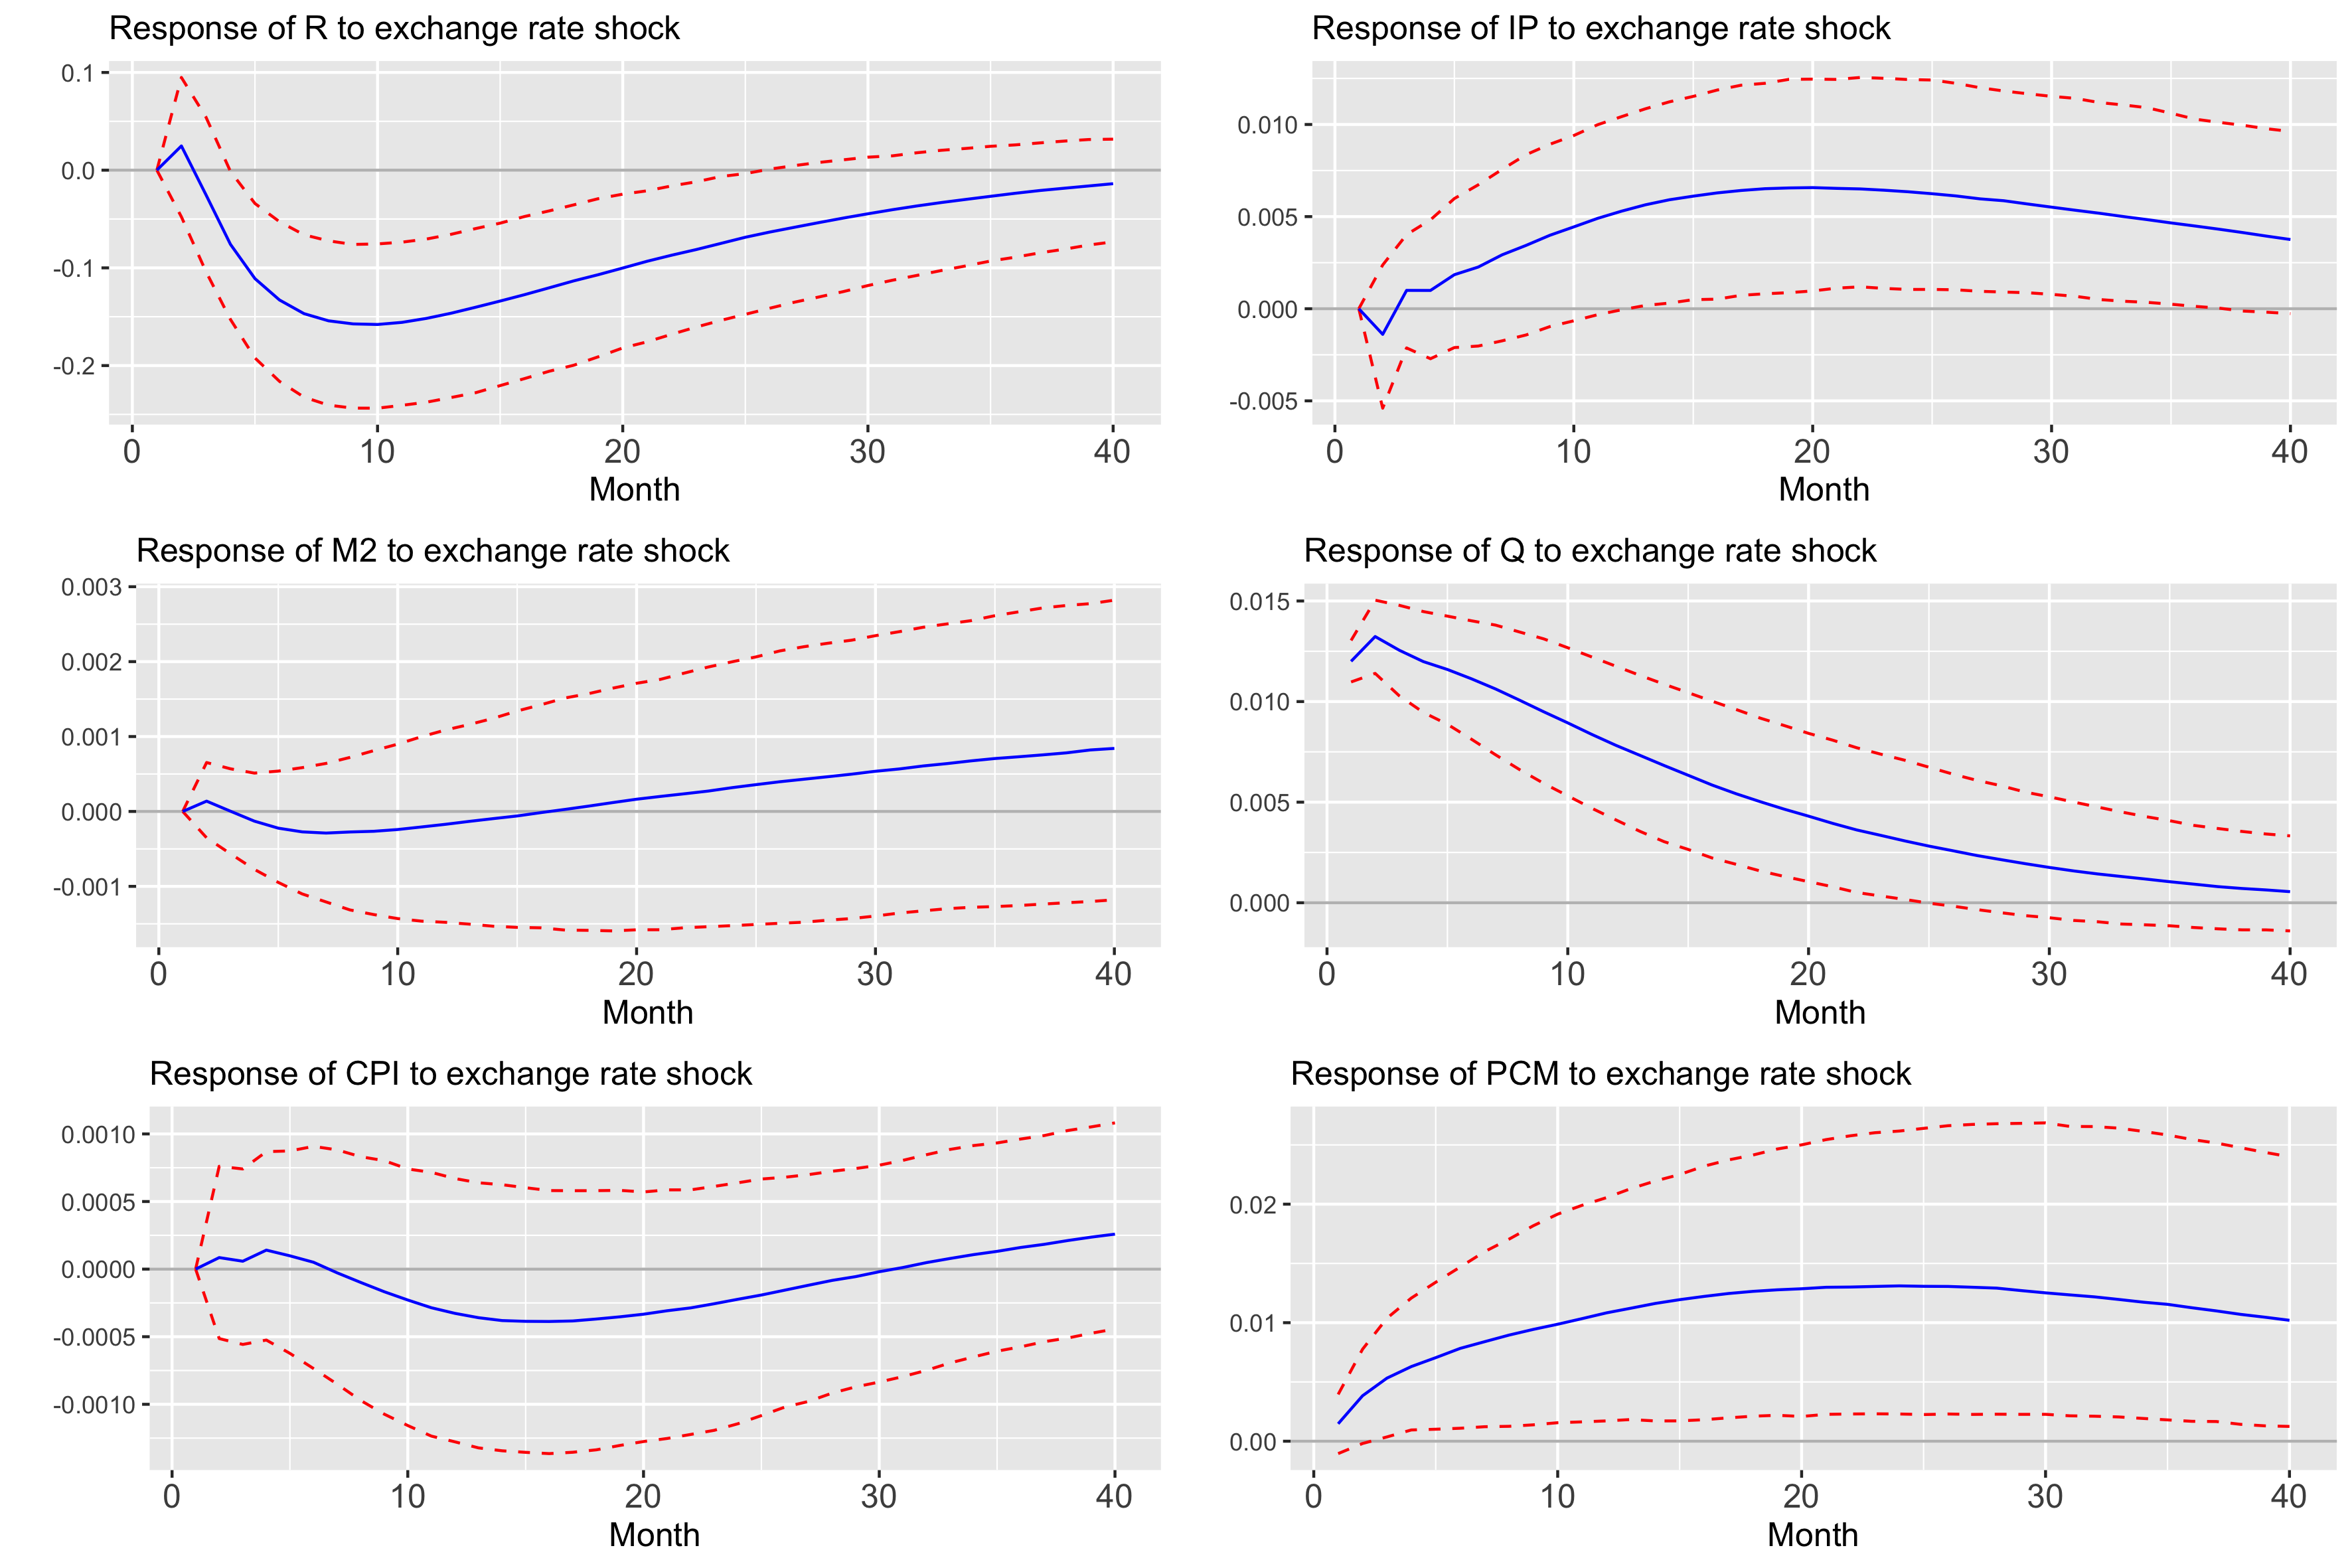 Response of R to exchange rate shock
0.1
0.0
-0.1
-0.2
0 10 20 30 40
Month
Response of IP to exchange rate shock
0.010
0.005
0.000
-0.005
0 10 20 30 40
Month
Response of M2 to exchange rate shock
0.003
0.002
0.001
0.000
-0.001
0 10 20 30 40
Month
Response of Q to exchange rate shock
0.015
0.010
0.005
0.000
0 10 20 30 40
Month
Response of CPI to exchange rate shock
0.0010
0.0005
0.0000
-0.0005
-0.0010
0 10 20 30 40
Month
Response of PCM to exchange rate shock
0.02
0.01
0.00
0 10 20 30 40
Month